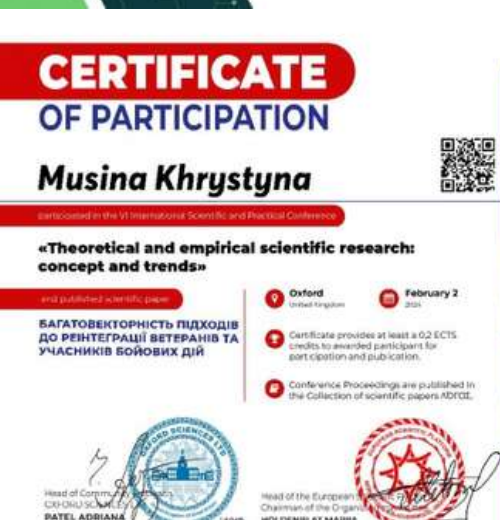 CERTIFICATE
OF PARTICIPATION
Musina Khrystyna
participated in the VI International Scientific and Practical Conference
«Theoretical and empirical scientific research:
concept and trends»
and published scientific paper
БАГАТОВЕКТОРНІСТЬ ПІДХОДІВ
ДО РЕІНТЕГРАЦІЇ ВЕТЕРАНІВ ТА
УЧАСНИКІВ БОЙОВИХ ДІЙ
Oxford
United Kingdom
February 2
2024
Certificate provides at least a 0,2 ECTS
credits to awarded participant for
participation and publication.
Conference Proceedings are published in
the Collection of scientific papers ΛΌГOΣ.
OXFORD SCIENCES LTD
Head of
OXFORD SCIENCES
PATEL ADRIANA
Head of the European
Chairman of the